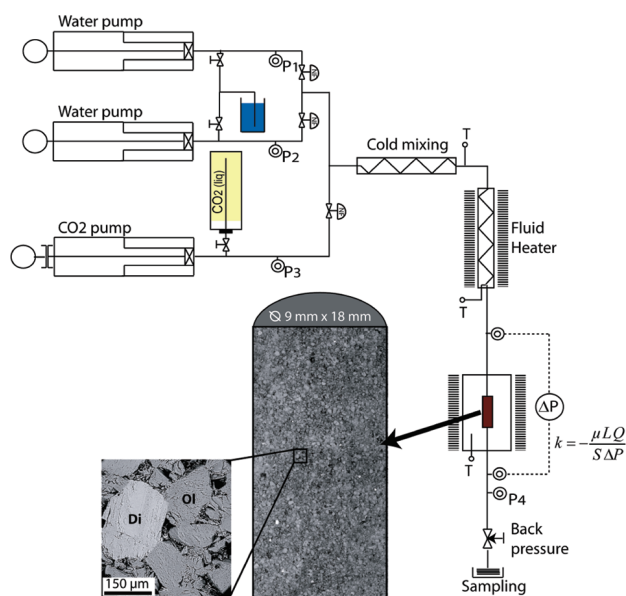 Water pump
P1
Water pump
P2
CO2 (liq)
Cold mixing
T
CO2 pump
P3
Fluid
Heater
T
⌀ 9 mm x 18 mm
ΔP
k = − μLQ / SΔP
T
P4
Di
Ol
150 μm
Back
pressure
Sampling